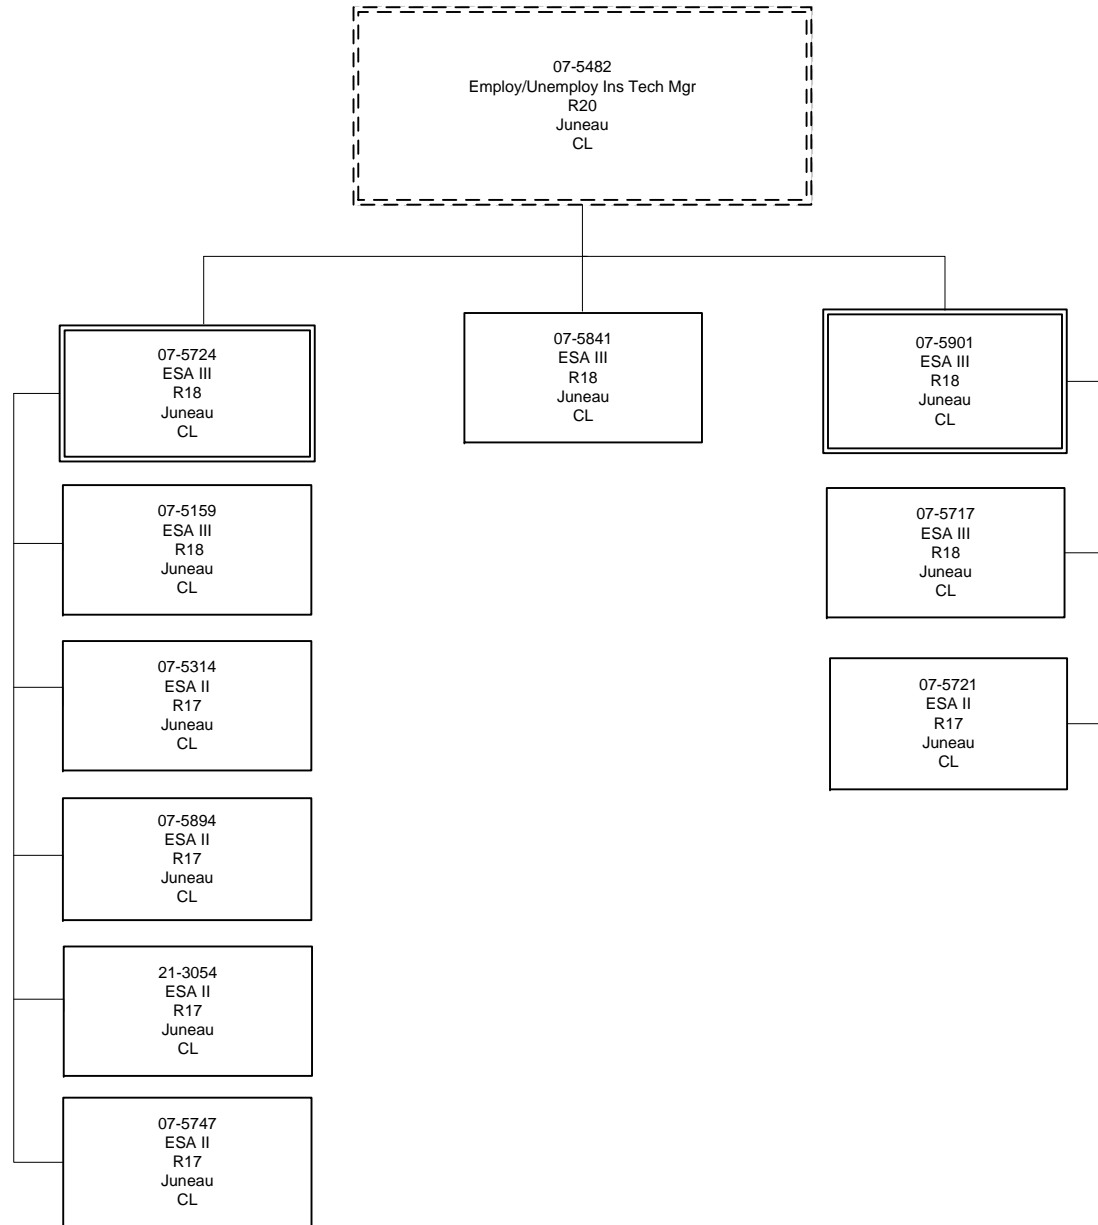 07-5482
Employ/Unemploy Ins Tech Mgr
R20
Juneau
CL
07-5724
ESA III
R18
Juneau
CL
07-5841
ESA III
R18
Juneau
CL
07-5901
ESA III
R18
Juneau
CL
07-5159
ESA III
R18
Juneau
CL
07-5717
ESA III
R18
Juneau
CL
07-5314
ESA II
R17
Juneau
CL
07-5721
ESA II
R17
Juneau
CL
07-5894
ESA II
R17
Juneau
CL
21-3054
ESA II
R17
Juneau
CL
07-5747
ESA II
R17
Juneau
CL